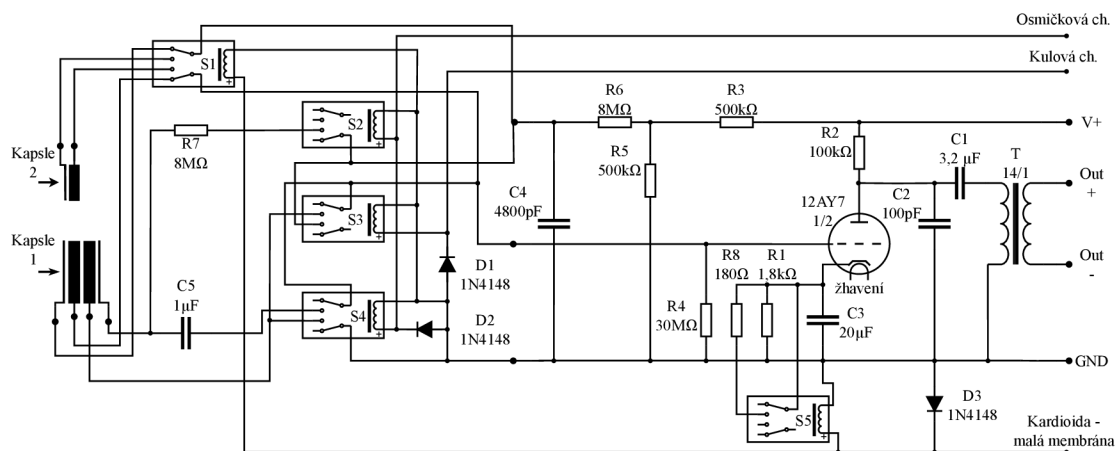 Osmičková ch.
Kulová ch.
S1
+
R6
8MΩ
R3
500kΩ
V+
S2
+
R7
8MΩ
R2
100kΩ
C1
3,2 µF
T
14/1
Kapsle
2
R5
500kΩ
Out
+
C4
4800pF
12AY7
1/2
C2
100pF
S3
+
Kapsle
1
D1
1N4148
R8
180Ω
R1
1,8kΩ
Out
-
žhavení
C5
1µF
S4
+
D2
1N4148
R4
30MΩ
C3
20µF
GND
D3
1N4148
S5
+
Kardioida -
malá membrána